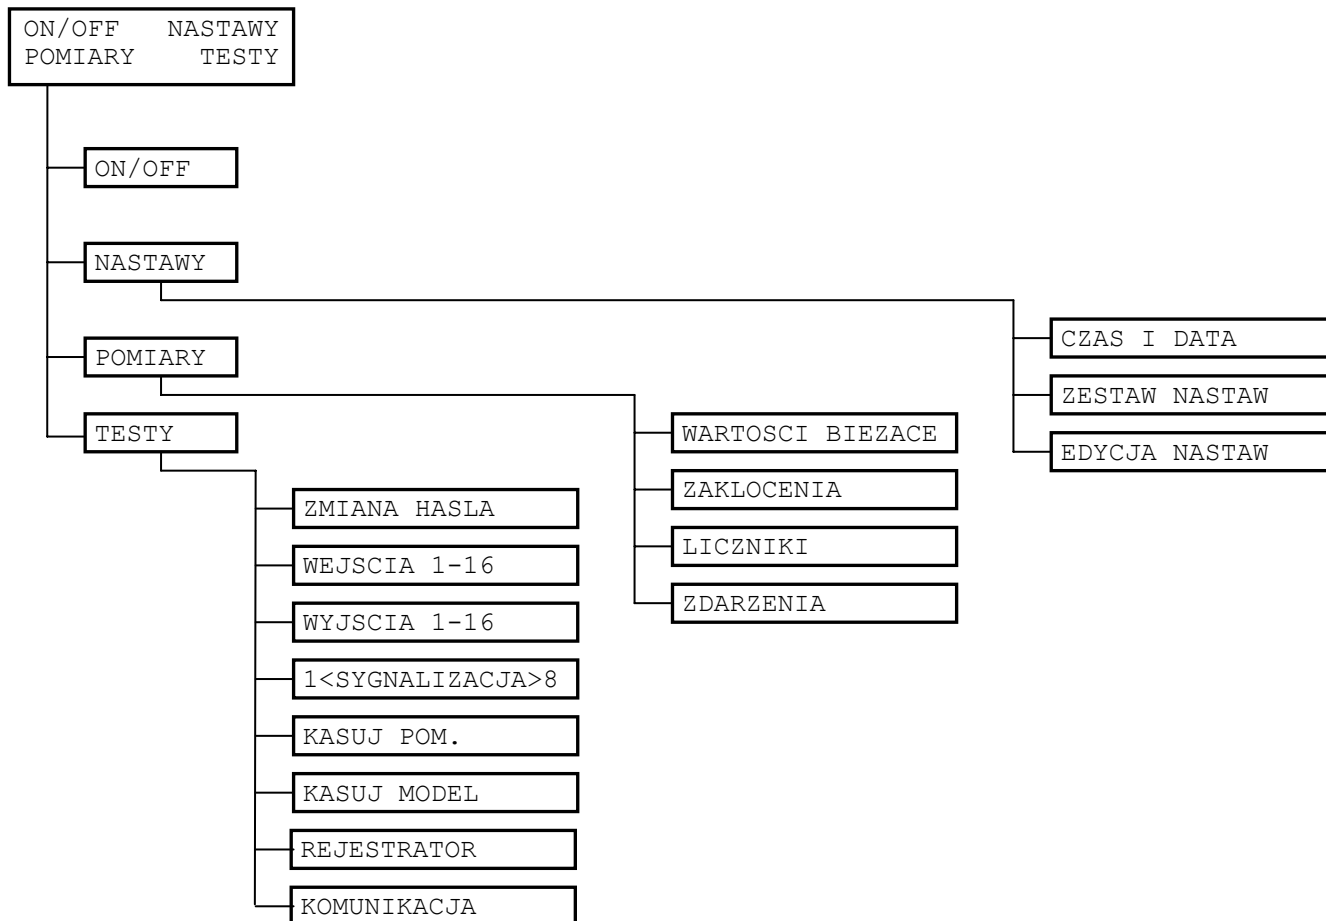 ON/OFF NASTAWY
POMIARY TESTY
ON/OFF
NASTAWY
POMIARY
TESTY
CZAS I DATA
ZESTAW NASTAW
EDYCJA NASTAW
WARTOSCI BIEZACE
ZAKLOCENIA
LICZNIKI
ZDARZENIA
ZMIANA HASLA
WEJSCIA 1-16
WYJSCIA 1-16
1<SYGNALIZACJA>8
KASUJ POM.
KASUJ MODEL
REJESTRATOR
KOMUNIKACJA